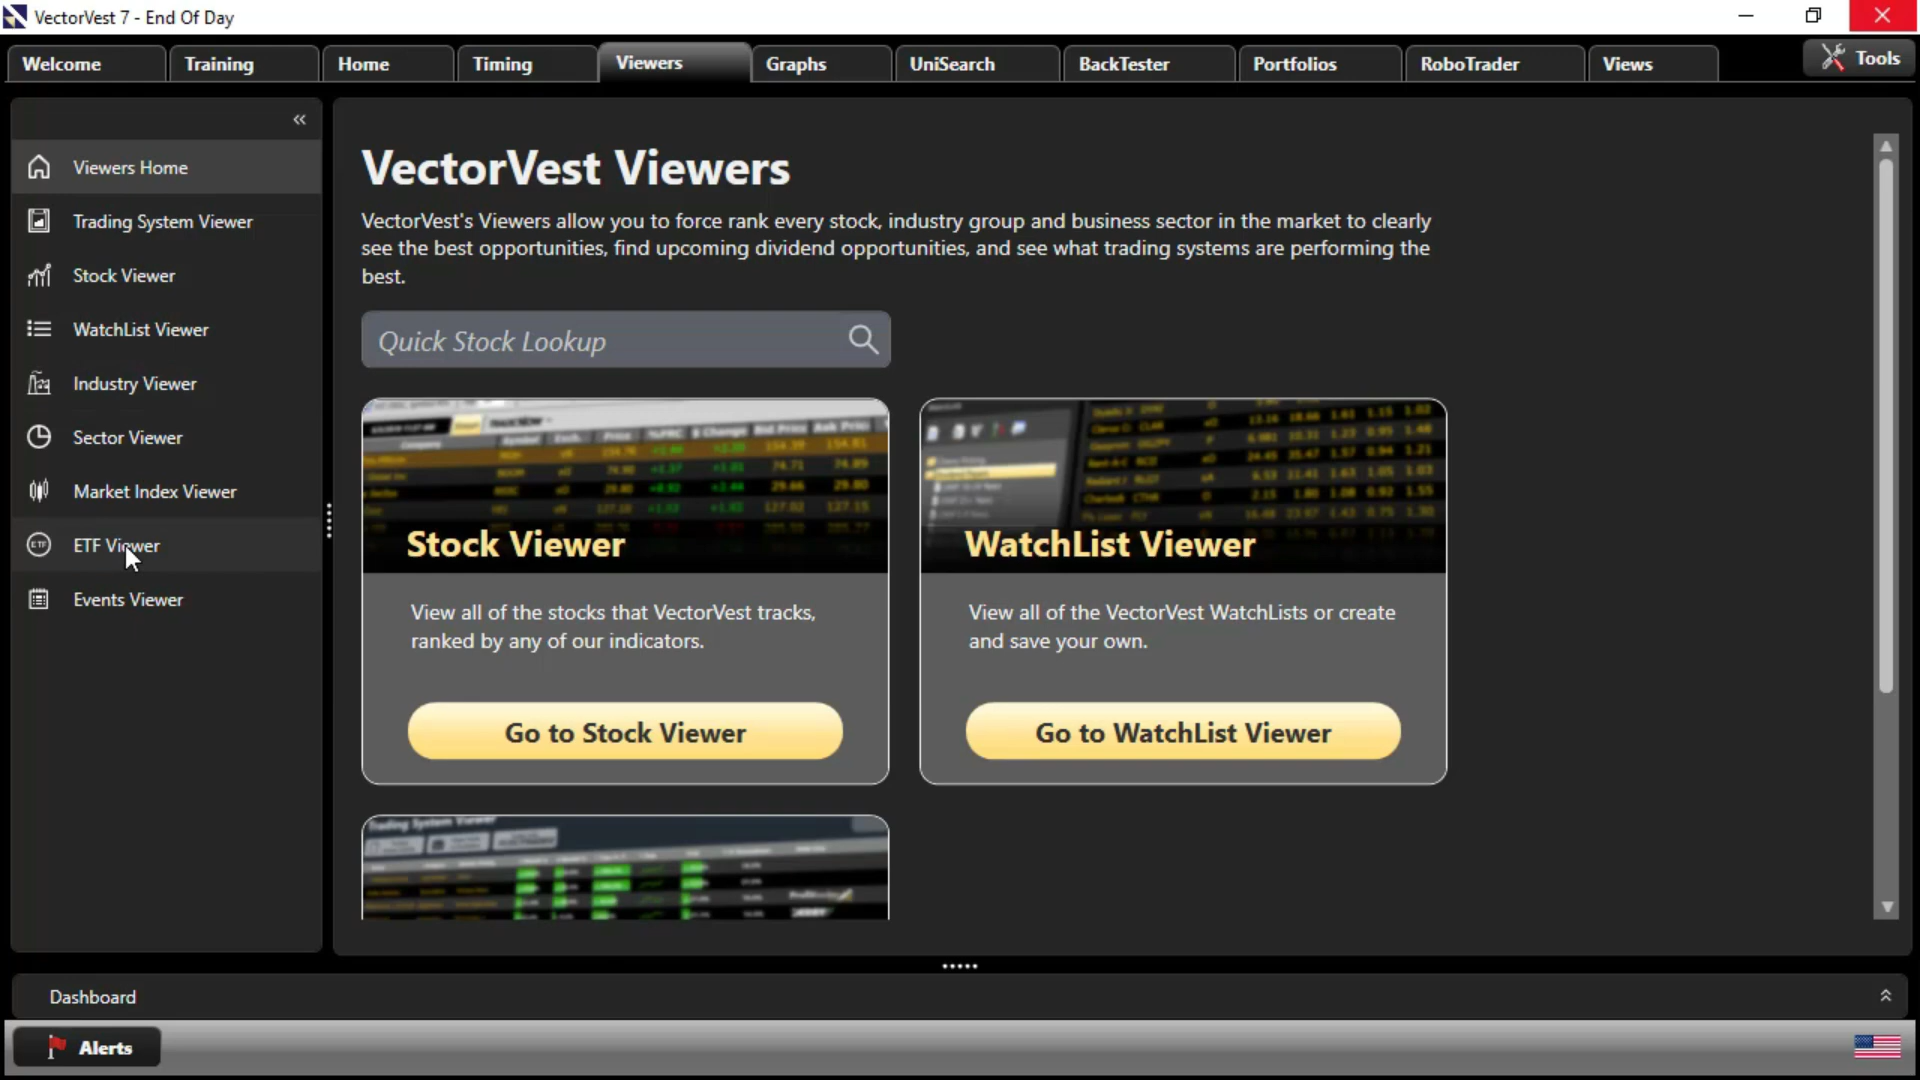 VectorVest 7 - End Of Day
Welcome
Training
Home
Timing
Viewers
Graphs
UniSearch
BackTester
Portfolios
RoboTrader
Views
Tools
Viewers Home
Trading System Viewer
Stock Viewer
WatchList Viewer
Industry Viewer
Sector Viewer
Market Index Viewer
ETF
ETF Viewer
Events Viewer
VectorVest Viewers
VectorVest's Viewers allow you to force rank every stock, industry group and business sector in the market to clearly
see the best opportunities, find upcoming dividend opportunities, and see what trading systems are performing the
best.
Quick Stock Lookup
Stock Viewer
View all of the stocks that VectorVest tracks,
ranked by any of our indicators.
Go to Stock Viewer
WatchList Viewer
View all of the VectorVest WatchLists or create
and save your own.
Go to WatchList Viewer
Trading System Viewer
Dashboard
Alerts